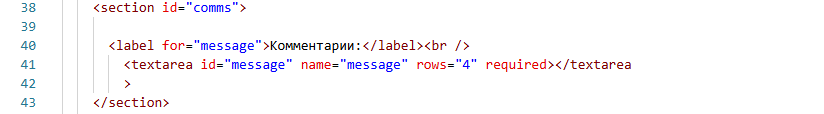 38 <section id="comms">
39
40 <label for="message">Комментарии:</label><br />
41 <textarea id="message" name="message" rows="4" required></textarea
42 >
43 </section>